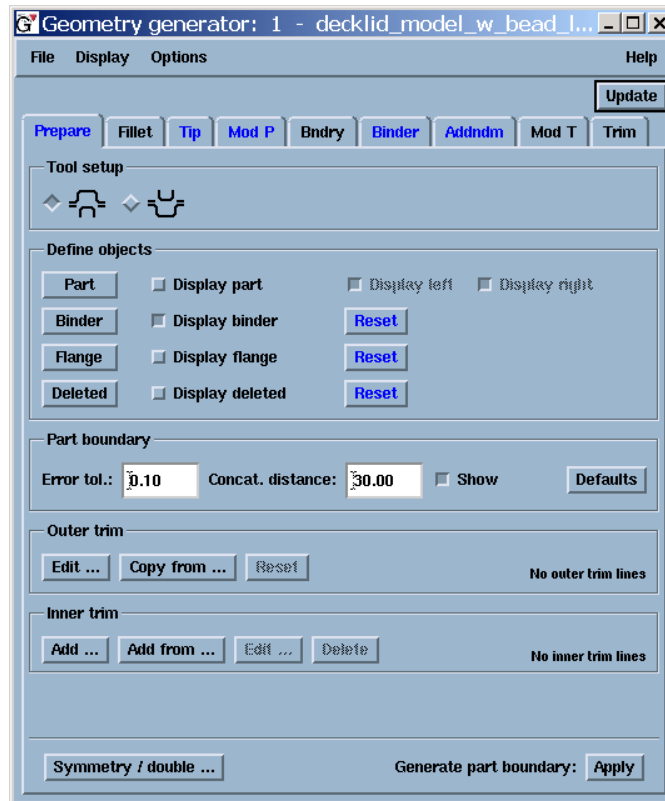 Geometry generator: 1 - decklid_model_w_bead_l...
File Display Options Help
Update
Prepare Fillet Tip Mod P Bndry Binder Addndm Mod T Trim
Tool setup
Define objects
Part Display part Display left Display right
Binder Display binder Reset
Flange Display flange Reset
Deleted Display deleted Reset
Part boundary
Error tol.: 0.10 Concat. distance: 30.00 Show Defaults
Outer trim
Edit ... Copy from ... Reset No outer trim lines
Inner trim
Add ... Add from ... Edit ... Delete No inner trim lines
Symmetry / double ... Generate part boundary: Apply